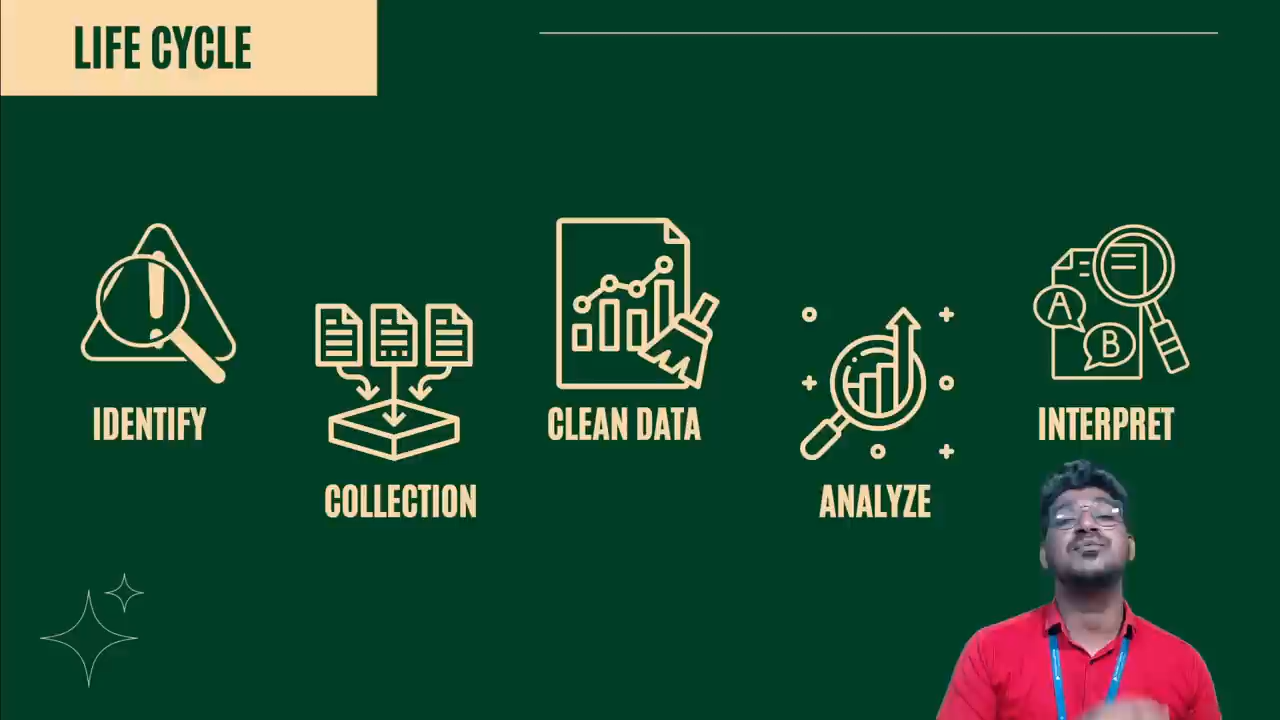 LIFE CYCLE
IDENTIFY
COLLECTION
CLEAN DATA
ANALYZE
A
B
INTERPRET